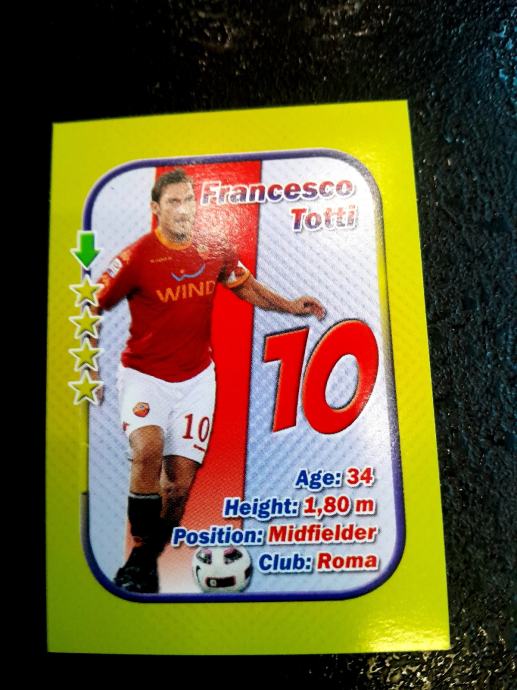 Francesco
Totti
WIND
10
10
Age: 34
Height: 1,80 m
Position: Midfielder
Club: Roma